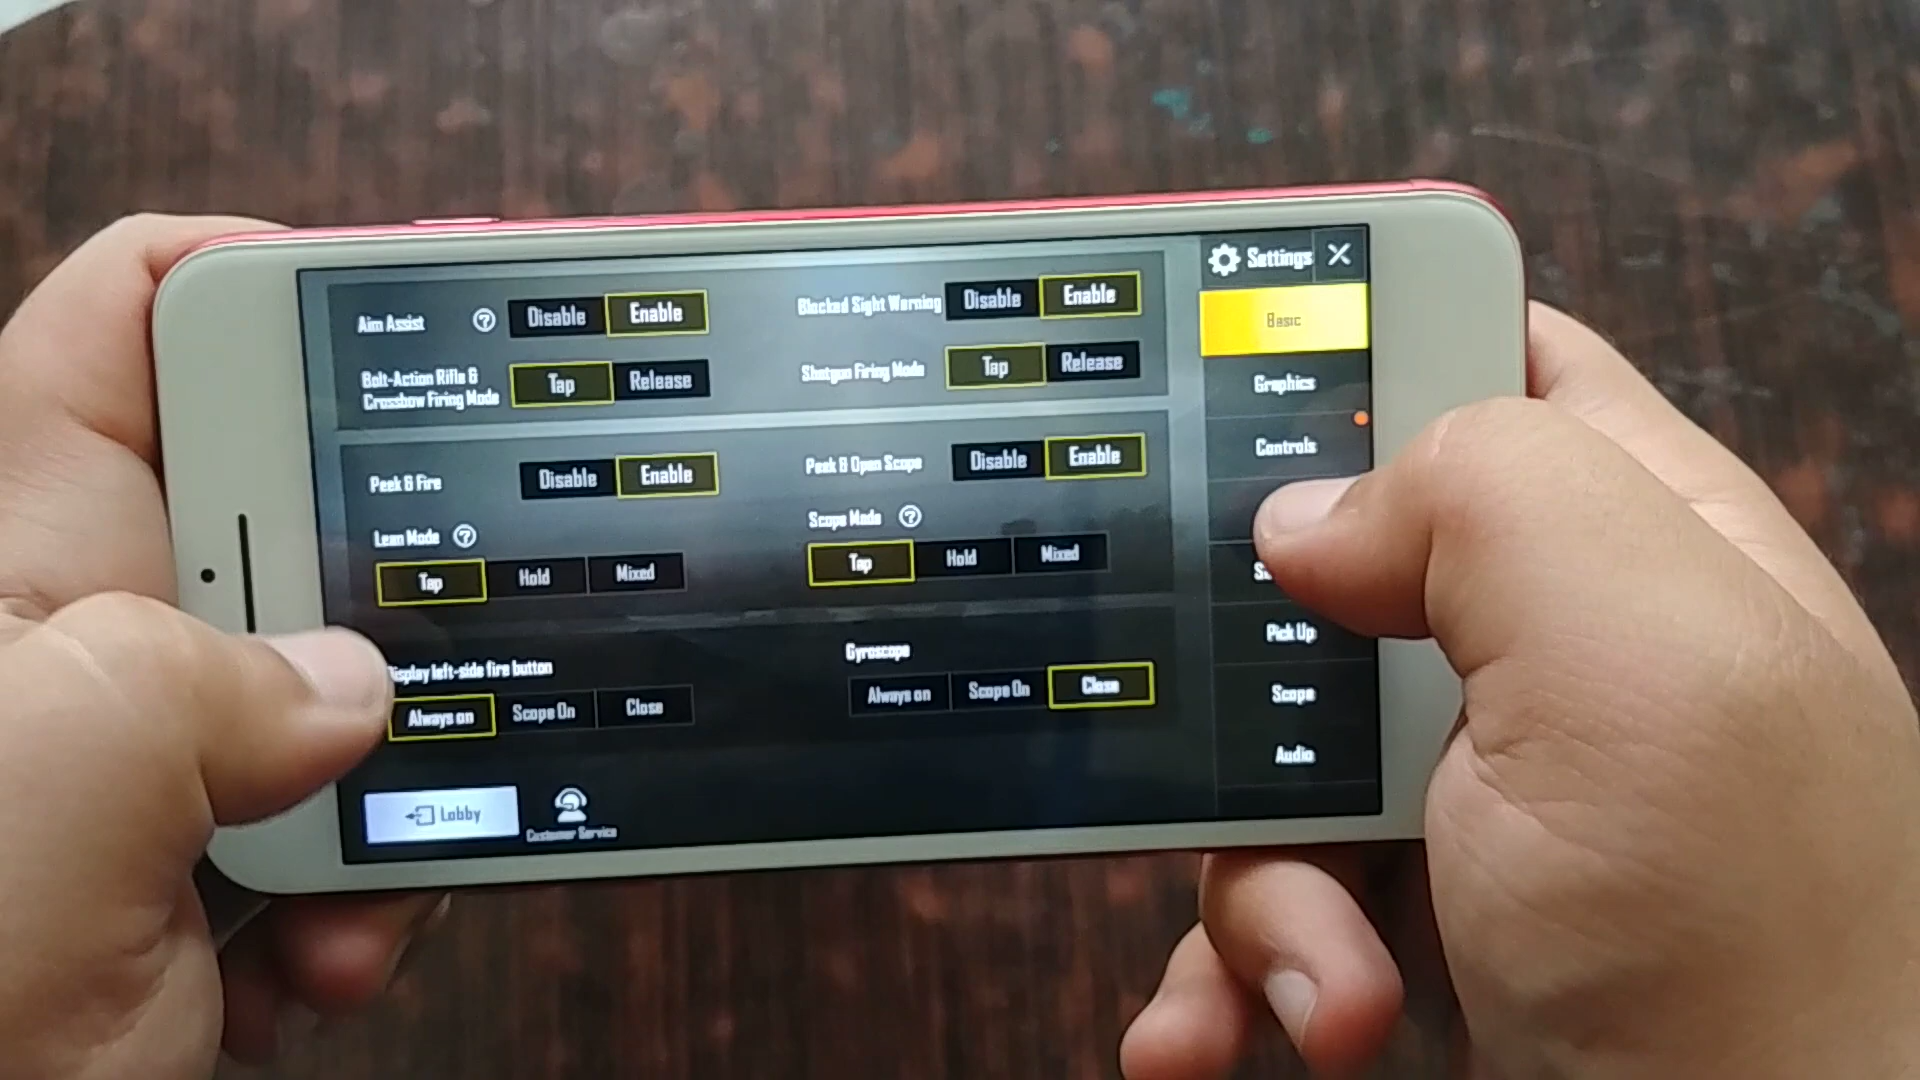 Settings
Aim Assist ? Disable Enable
Blocked Sight Warning Disable Enable
Basic
Bolt-Action Rifle &
Crossbow Firing Mode
Tap Release
Shotgun Firing Mode Tap Release
Graphics
Controls
Peek & Fire Disable Enable
Peek & Open Scope Disable Enable
Lean Mode ?
Tap Hold Mixed
Scope Mode ?
Tap Hold Mixed
Pick Up
Display left-side fire button
Always on Scope On Close
Gyroscope
Always on Scope On Close
Scope
Audio
Lobby
Customer Service